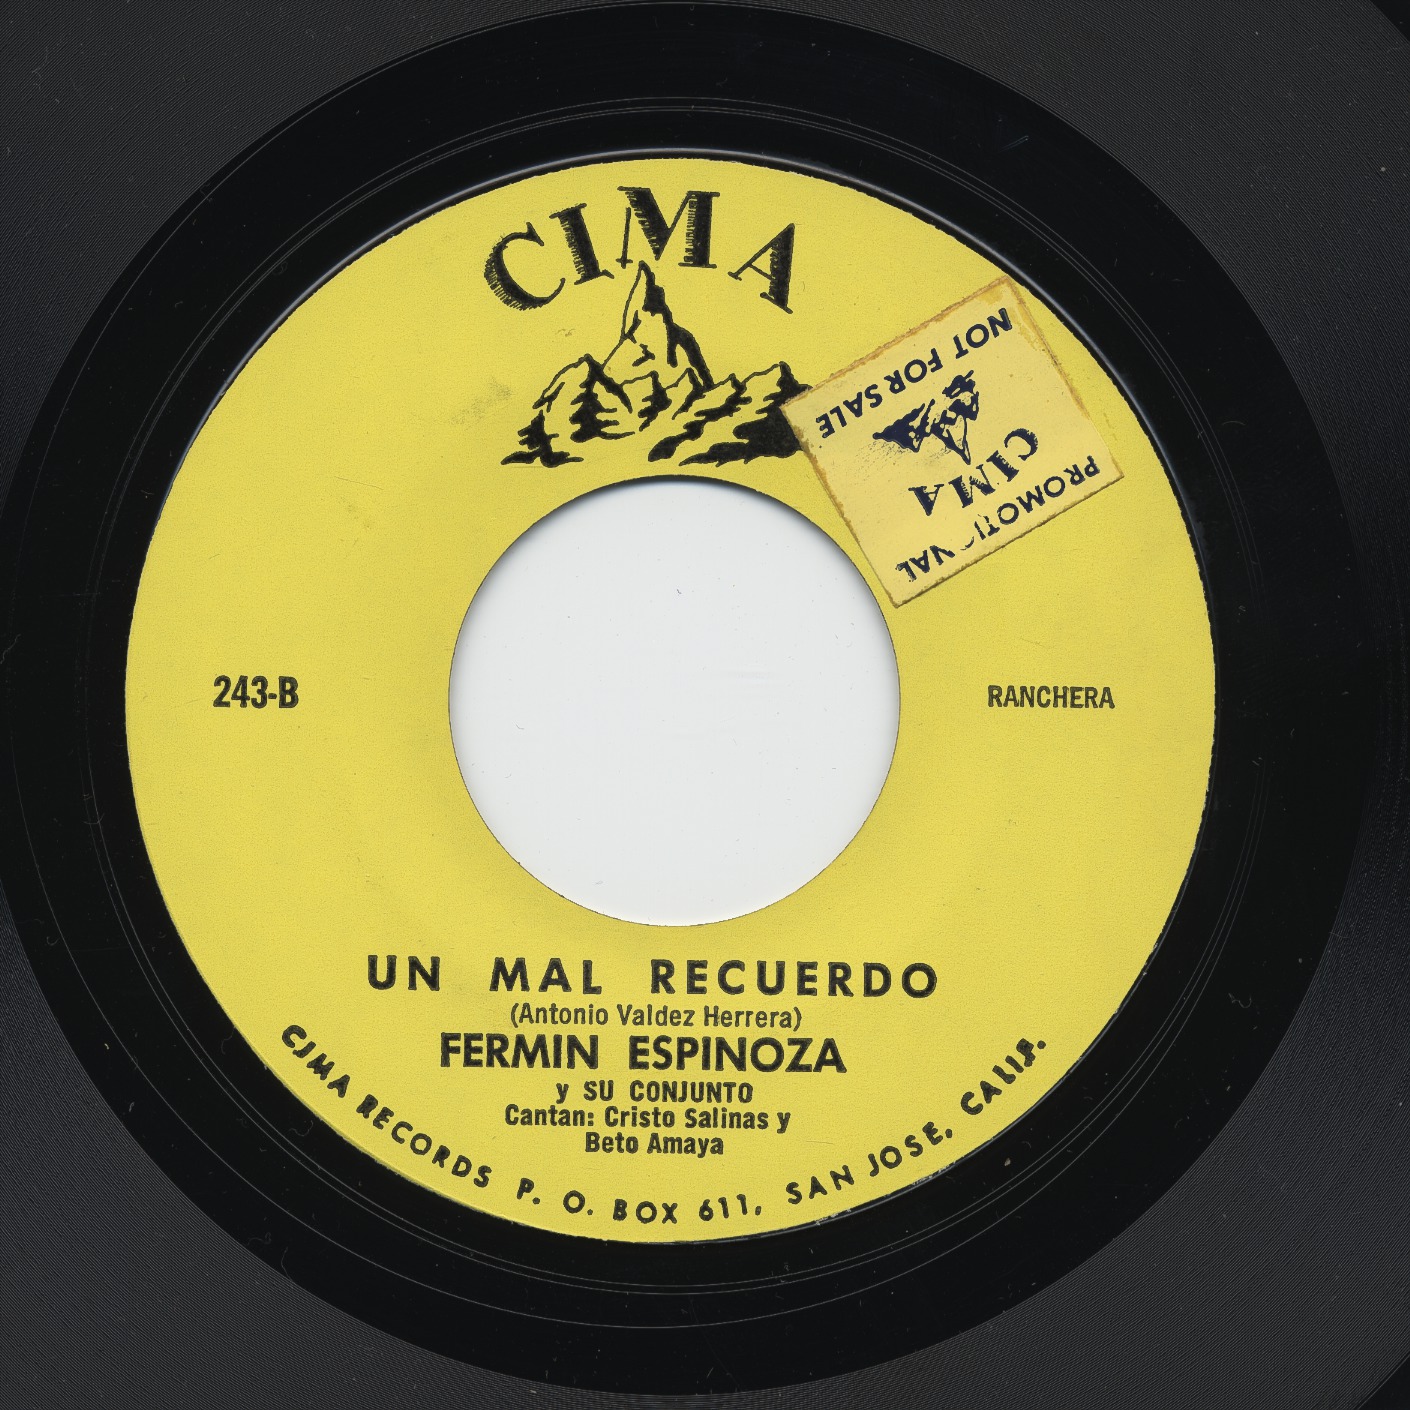 CIMA
NOT FOR SALE
CIMA
PROMOTIONAL
243-B
RANCHERA
UN MAL RECUERDO
(Antonio Valdez Herrera)
FERMIN ESPINOZA
y SU CONJUNTO
Cantan: Cristo Salinas y
Beto Amaya
CIMA RECORDS P. O. BOX 611, SAN JOSE, CALIF.